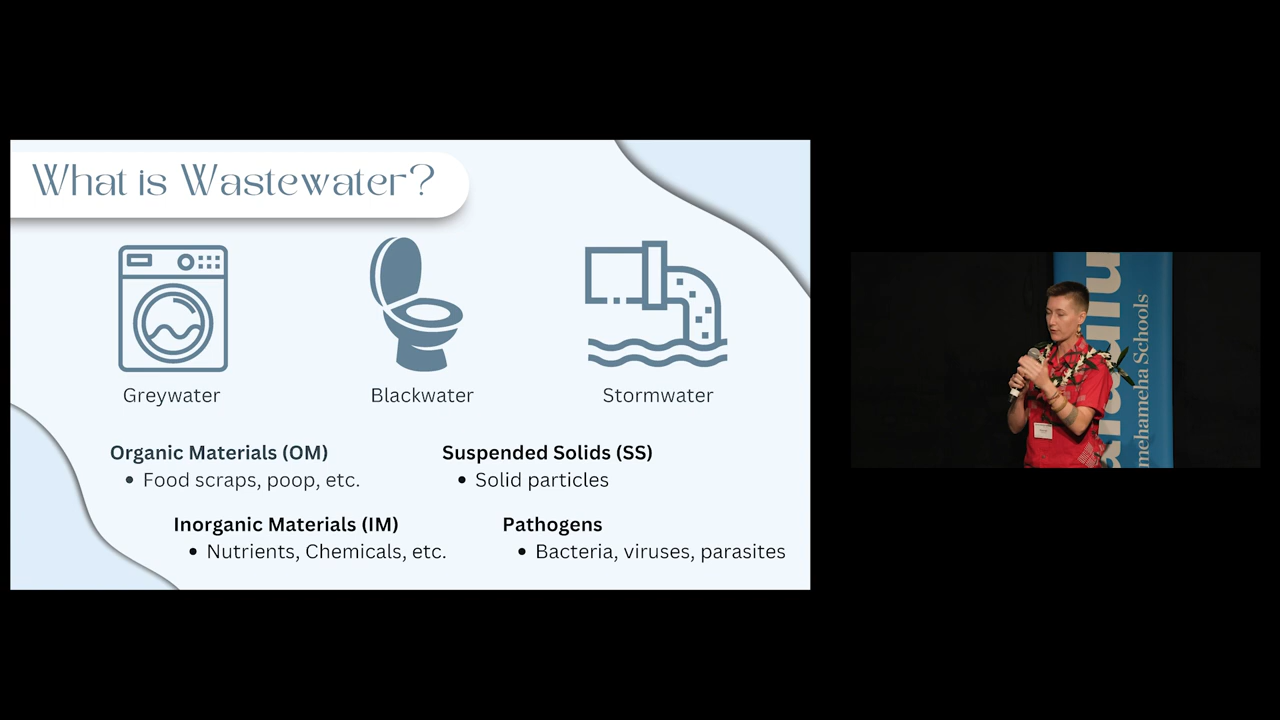 What is Wastewater?
Greywater
Blackwater
Stormwater
Organic Materials (OM)
• Food scraps, poop, etc.
Suspended Solids (SS)
• Solid particles
Inorganic Materials (IM)
• Nutrients, Chemicals, etc.
Pathogens
• Bacteria, viruses, parasites
mehameha Schools